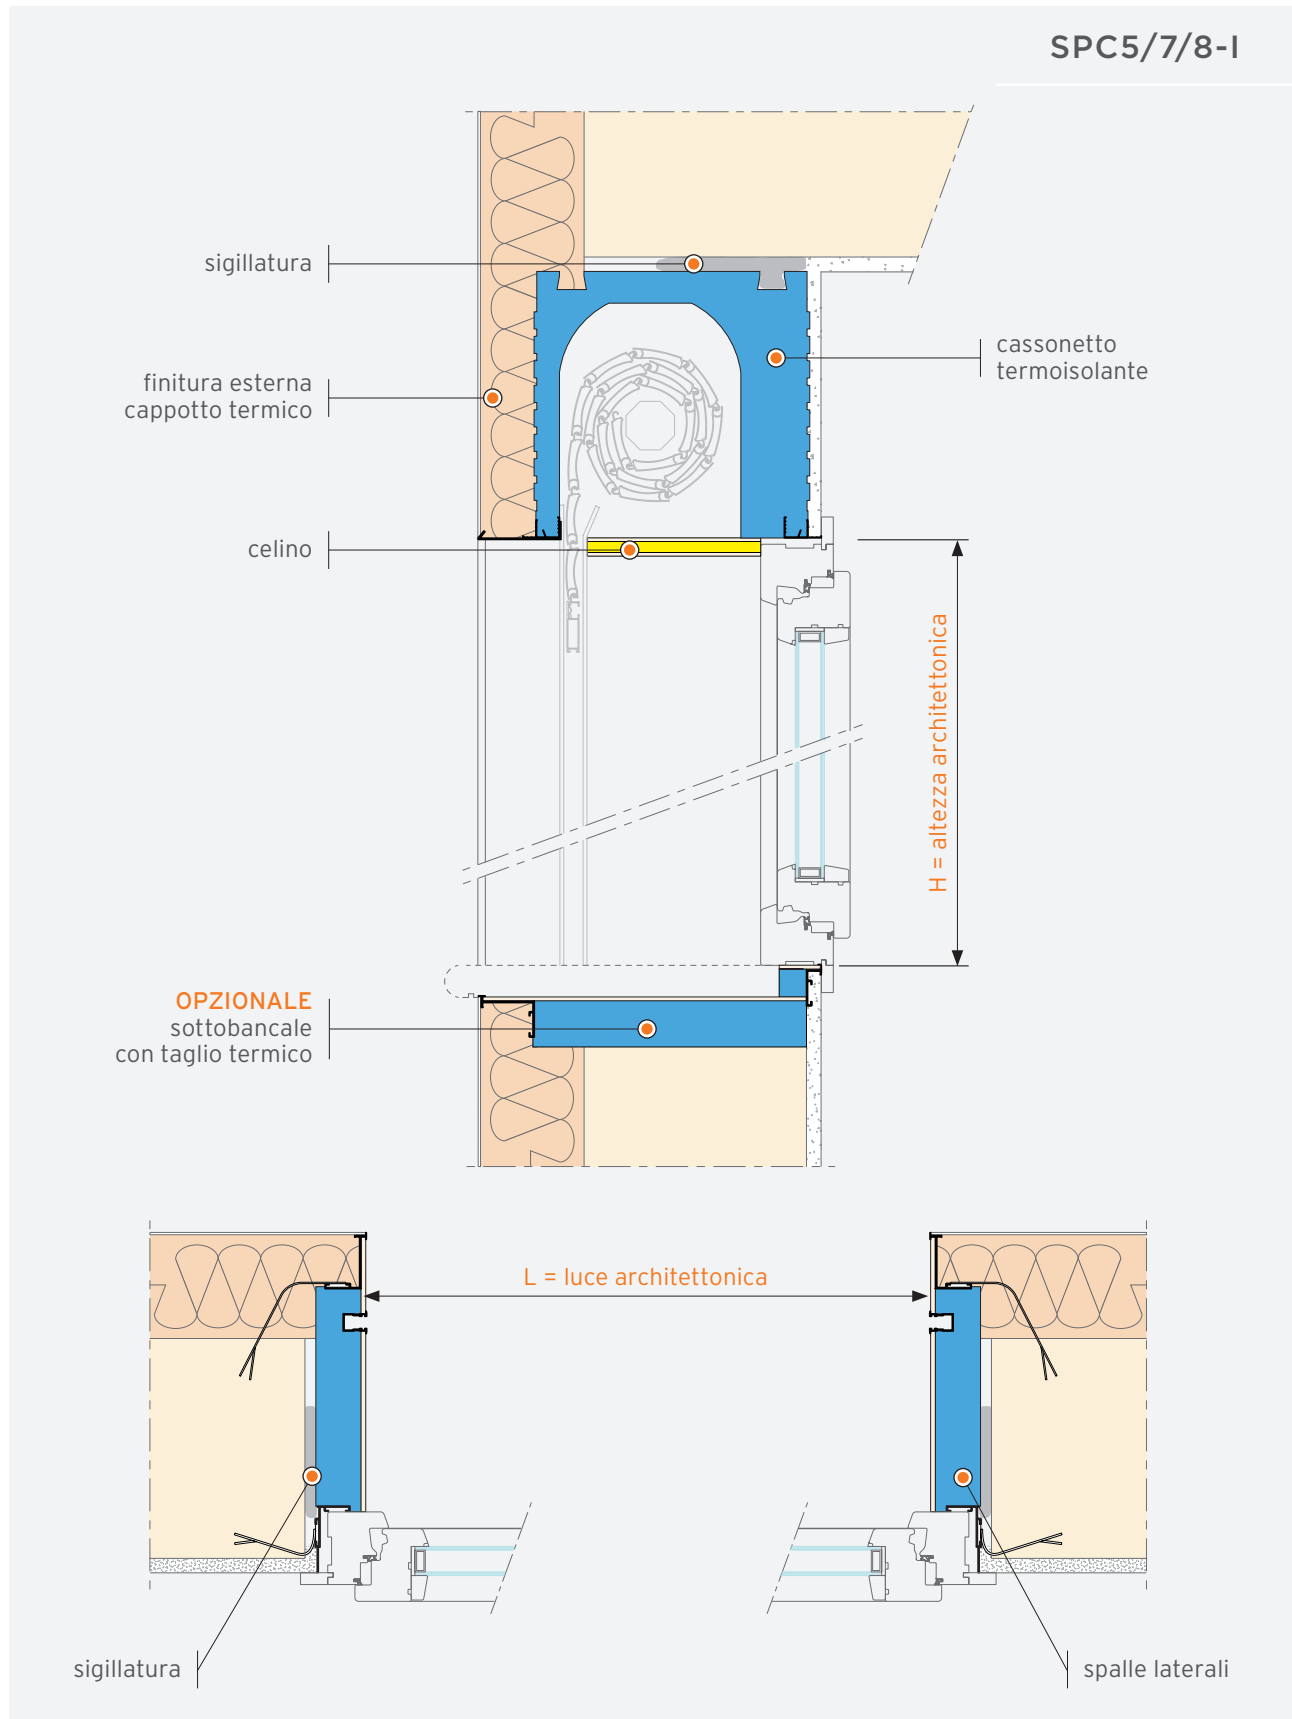 SPC5/7/8-I
sigillatura
cassonetto
termoisolante
finitura esterna
cappotto termico
celino
H = altezza architettonica
OPZIONALE
sottobancale
con taglio termico
L = luce architettonica
sigillatura
spalle laterali